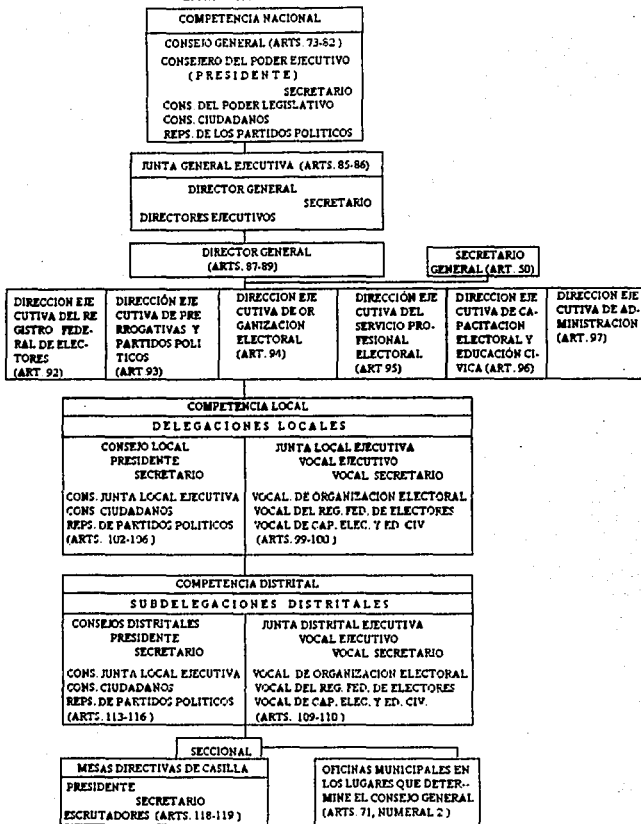 COMPETENCIA NACIONAL
CONSEJO GENERAL (ARTS. 73-82)
CONSEJERO DEL PODER EJECUTIVO
(PRESIDENTE)
SECRETARIO
CONS. DEL PODER LEGISLATIVO
CONS. CIUDADANOS
REPS. DE LOS PARTIDOS POLITICOS
JUNTA GENERAL EJECUTIVA (ARTS. 85-86)
DIRECTOR GENERAL
SECRETARIO
DIRECTORES EJECUTIVOS
DIRECTOR GENERAL
(ARTS. 87-89)
SECRETARIO
GENERAL (ART. 50)
DIRECCION EJE
CUTIVA DEL RE
GISTRO FEDE-
RAL DE ELEC-
TORES
(ART. 92)
DIRECCIÓN EJE
CUTIVA DE PRE
RROGATIVAS Y
PARTIDOS POLI
TICOS
(ART. 93)
DIRECCION EJE
CUTIVA DE OR
GANIZACION
ELECTORAL
(ART. 94)
DIRECCIÓN EJE
CUTIVA DEL
SERVICIO PRO-
FESIONAL
ELECTORAL
(ART 95)
DIRECCION EJE
CUTIVA DE CA-
PACITACION
ELECTORAL Y
EDUCACIÓN CI-
VICA (ART. 96)
DIRECCION EJE
CUTIVA DE AD-
MINISTRACION
(ART. 97)
COMPETENCIA LOCAL
DELEGACIONES LOCALES
CONSEJO LOCAL
PRESIDENTE
SECRETARIO
CONS. JUNTA LOCAL EJECUTIVA
CONS CIUDADANOS
REPS. DE PARTIDOS POLITICOS
(ARTS. 102-106)
JUNTA LOCAL EJECUTIVA
VOCAL EJECUTIVO
VOCAL SECRETARIO
VOCAL. DE ORGANIZACION ELECTORAL
VOCAL DEL REG. FED. DE ELECTORES
VOCAL DE CAP. ELEC. Y ED. CIV
(ARTS. 99-100)
COMPETENCIA DISTRITAL
SUBDELEGACIONES DISTRITALES
CONSEJOS DISTRITALES
PRESIDENTE
SECRETARIO
CONS. JUNTA LOCAL EJECUTIVA
CONS. CIUDADANOS
REPS. DE PARTIDOS POLITICOS
(ARTS. 113-116)
JUNTA DISTRITAL EJECUTIVA
VOCAL EJECUTIVO
VOCAL SECRETARIO
VOCAL DE ORGANIZACION ELECTORAL
VOCAL DEL REG. FED. DE ELECTORES
VOCAL DE CAP. ELEC. Y ED. CIV.
(ARTS. 109-110)
SECCIONAL
MESAS DIRECTIVAS DE CASILLA
PRESIDENTE
SECRETARIO
ESCRUTADORES (ARTS. 118-119)
OFICINAS MUNICIPALES EN
LOS LUGARES QUE DETER--
MINE EL CONSEJO GENERAL
(ARTS. 71, NUMERAL 2)